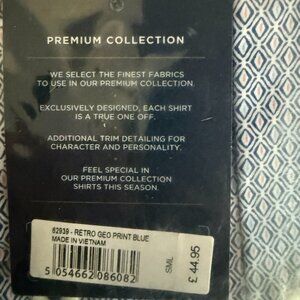 PREMIUM COLLECTION
WE SELECT THE FINEST FABRICS
TO USE IN OUR PREMIUM COLLECTION.
EXCLUSIVELY DESIGNED, EACH SHIRT
IS A TRUE ONE OFF.
ADDITIONAL TRIM DETAILING FOR
CHARACTER AND PERSONALITY.
FEEL SPECIAL IN
OUR PREMIUM COLLECTION
SHIRTS THIS SEASON.
62939 - RETRO GEO PRINT BLUE
MADE IN VIETNAM
5 054662 086082
SML
£ 44.95